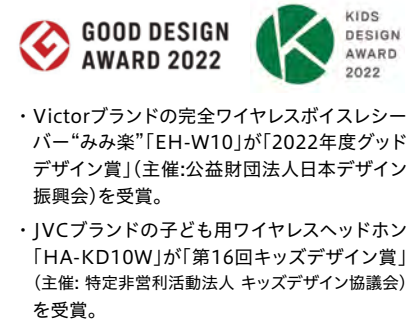 GOOD DESIGN
AWARD 2022
KIDS
DESIGN
AWARD
2022
・Victorブランドの完全ワイヤレスボイスレシー
バー“みみ楽”「EH-W10」が「2022年度グッド
デザイン賞」（主催:公益財団法人日本デザイン
振興会）を受賞。
・JVCブランドの子ども用ワイヤレスヘッドホン
「HA-KD10W」が「第16回キッズデザイン賞」
（主催: 特定非営利活動法人 キッズデザイン協議会）
を受賞。